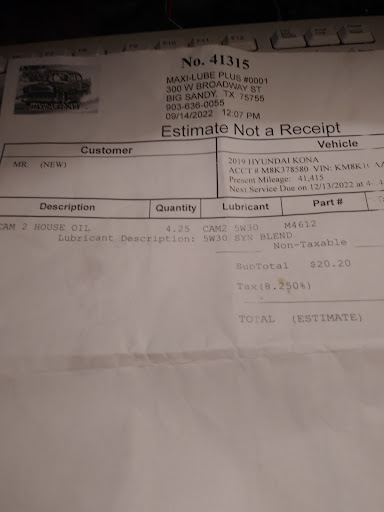 No. 41315
MAXI-LUBE PLUS #0001
300 W BROADWAY ST
BIG SANDY, TX 75755
903-636-0055
09/14/2022 12:07 PM
Estimate Not a Receipt
Customer
Vehicle
MR. (NEW)
2019 HYUNDAI KONA
ACCT # M8K378580 VIN: KM8K1
Present Mileage: 41,415
Next Service Due on 12/13/2022 at
Description Quantity Lubricant Part #
CAM 2 HOUSE OIL 4.25 CAM2 5W30 M4612
Lubricant Description: 5W30 SYN BLEND
Non-Taxable
SubTotal $20.20
Tax(8.250%)
TOTAL (ESTIMATE)